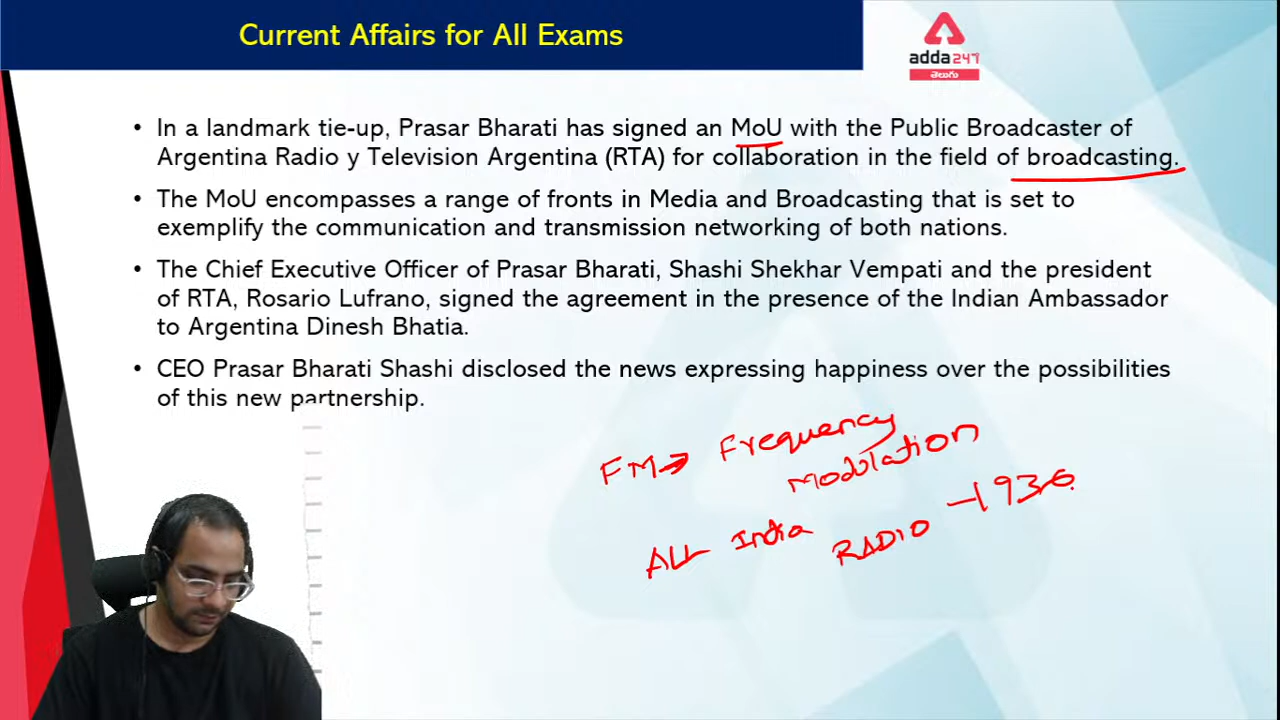 Current Affairs for All Exams
adda247
తెలుగు
• In a landmark tie-up, Prasar Bharati has signed an MoU with the Public Broadcaster of
Argentina Radio y Television Argentina (RTA) for collaboration in the field of broadcasting.
• The MoU encompasses a range of fronts in Media and Broadcasting that is set to
exemplify the communication and transmission networking of both nations.
• The Chief Executive Officer of Prasar Bharati, Shashi Shekhar Vempati and the president
of RTA, Rosario Lufrano, signed the agreement in the presence of the Indian Ambassador
to Argentina Dinesh Bhatia.
• CEO Prasar Bharati Shashi disclosed the news expressing happiness over the possibilities
of this new partnership.
FM → Frequency
Modulation
ALL India RADIO – 1936